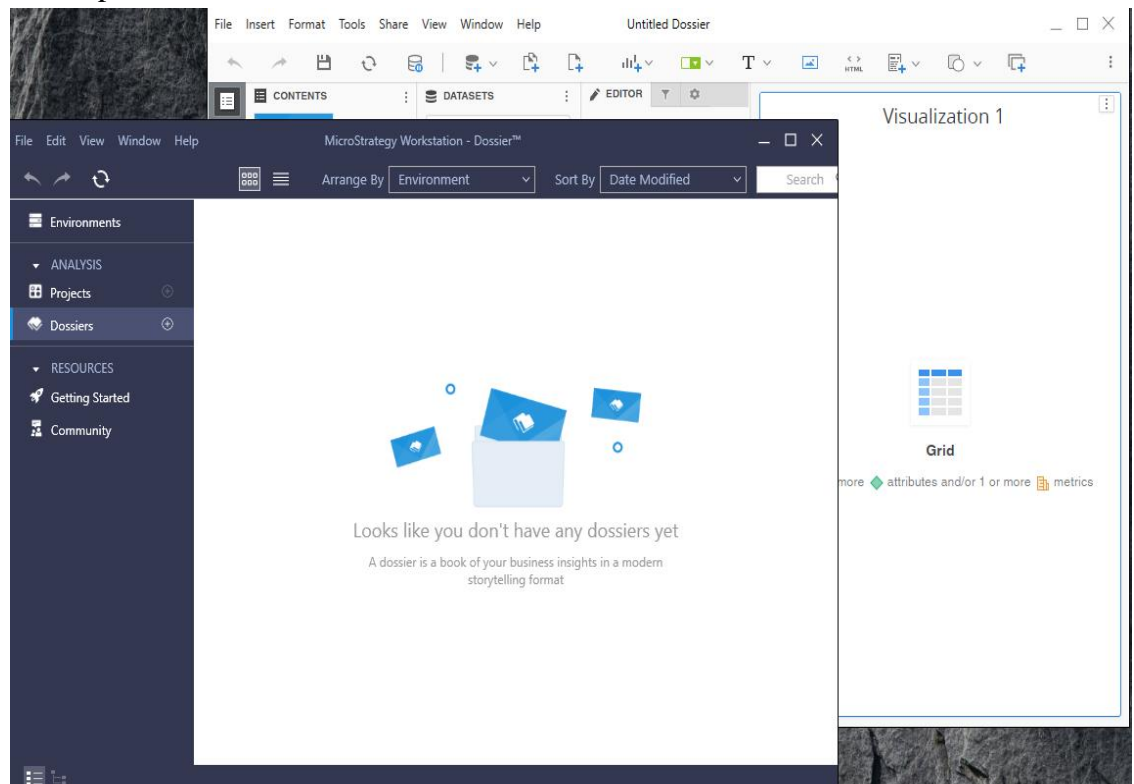 File Insert Format Tools Share View Window Help Untitled Dossier
T HTML
CONTENTS DATASETS EDITOR
Visualization 1
File Edit View Window Help MicroStrategy Workstation - Dossier™
Arrange By Environment Sort By Date Modified Search
Environments
ANALYSIS
Projects
Dossiers
RESOURCES
Getting Started
Community
Looks like you don't have any dossiers yet
A dossier is a book of your business insights in a modern
storytelling format
Grid
more attributes and/or 1 or more metrics